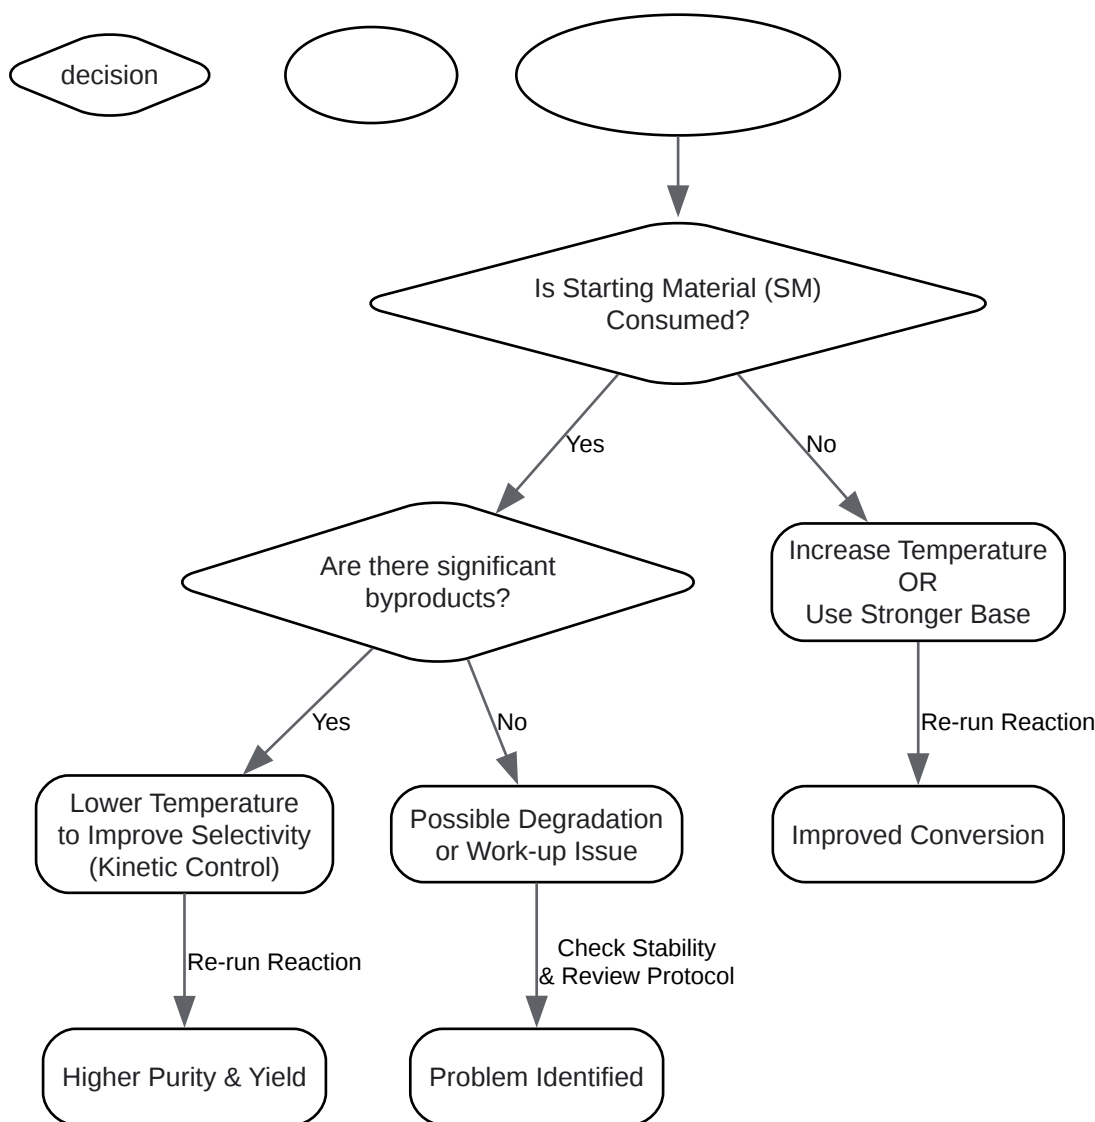 decision
Is Starting Material (SM)
Consumed?
Yes
No
Are there significant
byproducts?
Increase Temperature
OR
Use Stronger Base
Yes
No
Re-run Reaction
Lower Temperature
to Improve Selectivity
(Kinetic Control)
Possible Degradation
or Work-up Issue
Improved Conversion
Re-run Reaction
Check Stability
& Review Protocol
Higher Purity & Yield
Problem Identified